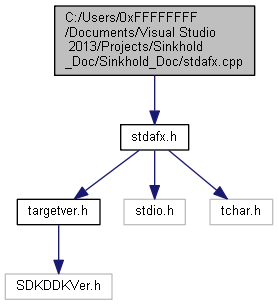 C:/Users/0xFFFFFFFF
/Documents/Visual Studio
2013/Projects/Sinkhold
_Doc/Sinkhold_Doc/stdafx.cpp
stdafx.h
targetver.h
stdio.h
tchar.h
SDKDDKVer.h